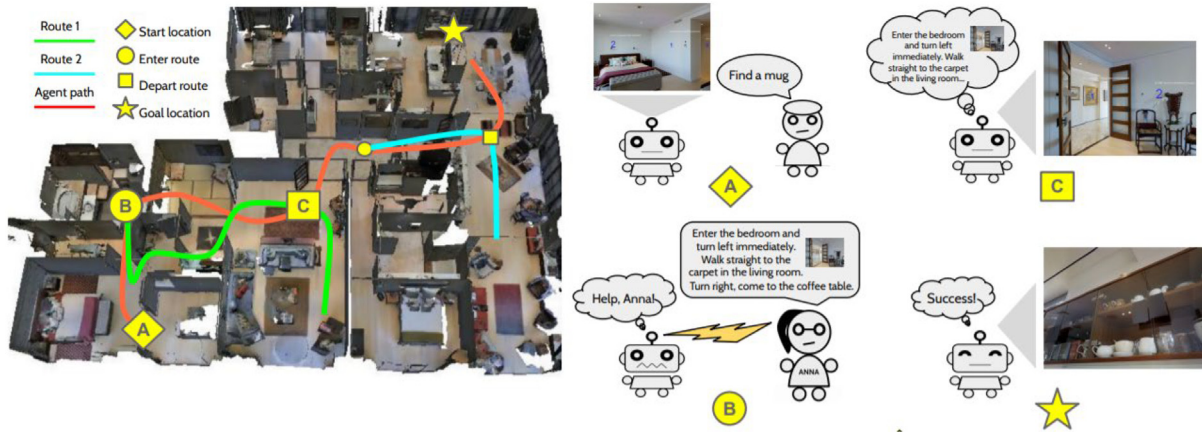 Route 1
Route 2
Agent path
Start location
Enter route
Depart route
Goal location
B
C
A
2
Find a mug
A
Enter the bedroom
and turn left
immediately. Walk
straight to the carpet
in the living room...
2
C
Help, Anna!
Enter the bedroom and
turn left immediately.
Walk straight to the
carpet in the living room.
Turn right, come to the coffee table.
ANNA
B
Success!